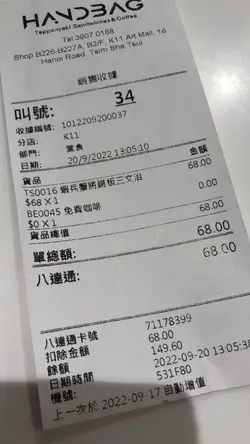 HANDBAG
Teppanyaki Sandwiches & Coffee
Tel 3907 0168
Shop B226-B227A, B2/F, K11 Art Mall, 18
Hanoi Road, Tsim Sha Tsui
銷售收據
叫號: 34
收據編號: 1012209200037
分店: K11
部門: 堂食
日期: 20/9/2022 13:05:10
貨品 金額
TS0016 蝦兵蟹將鐵板三文治 68.00
$68 X 1
BE0045 免費咖啡 0.00
$0 X 1
貨品總值 68.00
單總額: 68.00
八達通: 68.00
八達通卡號 71178399
扣除金額 68.00
餘額 149.60
日期時間 2022-09-20 13:05:38
機號: 531F80
上一次於 2022-09-17 自動增值